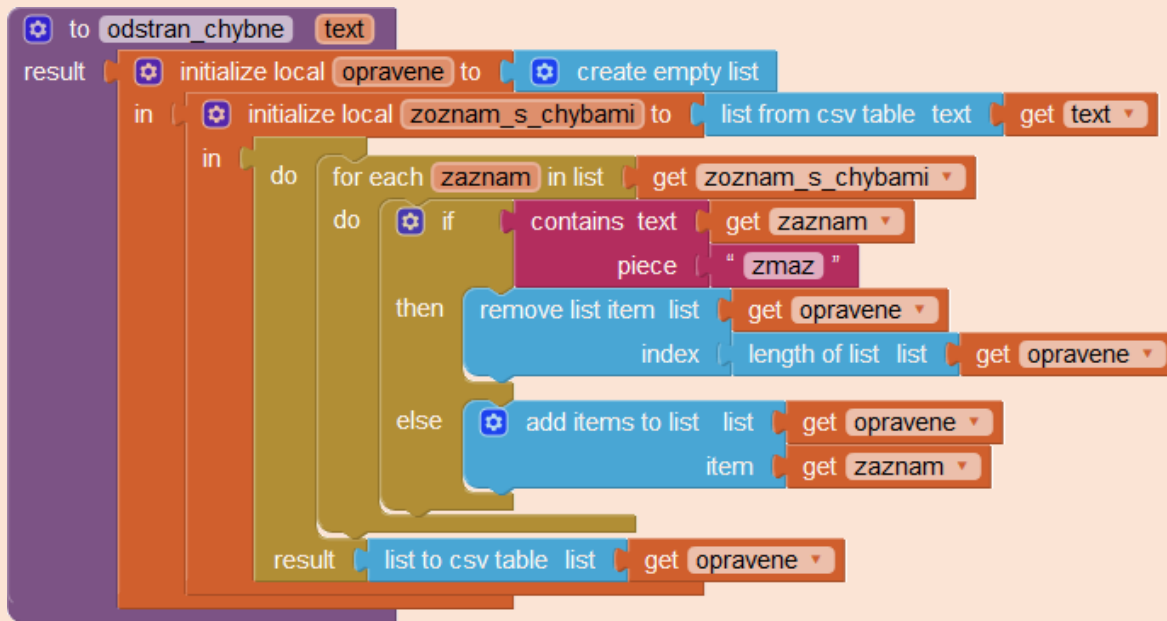 to odstran_chybne text
result initialize local opravene to create empty list
in initialize local zoznam_s_chybami to list from csv table text get text
in do for each zaznam in list get zoznam_s_chybami
do if contains text get zaznam
piece " zmaz "
then remove list item list get opravene
index length of list list get opravene
else add items to list list get opravene
item get zaznam
result list to csv table list get opravene